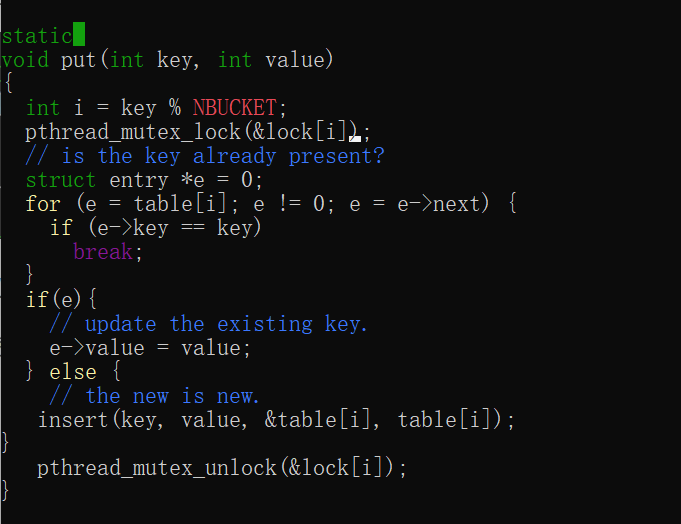 static
void put(int key, int value)
{
  int i = key % NBUCKET;
  pthread_mutex_lock(&lock[i]);
  // is the key already present?
  struct entry *e = 0;
  for (e = table[i]; e != 0; e = e->next) {
    if (e->key == key)
      break;
  }
  if(e){
    // update the existing key.
    e->value = value;
  } else {
    // the new is new.
   insert(key, value, &table[i], table[i]);
}
   pthread_mutex_unlock(&lock[i]);
}